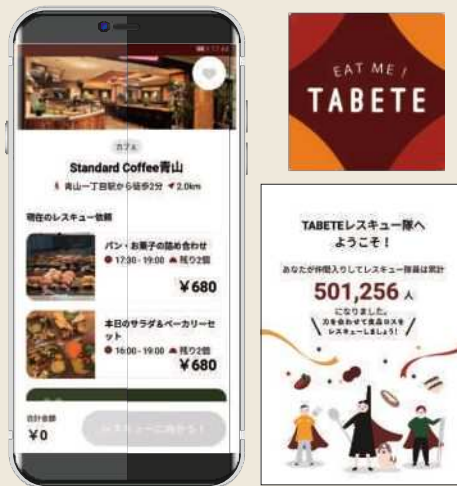 カフェ
Standard Coffee青山
青山一丁目駅から徒歩2分 2.0km
現在のレスキュー依頼
パン・お菓子の詰め合わせ
17:30 - 19:00 残り2個
¥680
本日のサラダ&ベーカリーセ
ット
16:00 - 19:00 残り2個
¥680
合計金額
¥0
レスキューに向かう!
EAT ME!
TABETE
TABETEレスキュー隊へ
ようこそ!
あなたが仲間入りしてレスキュー隊員は累計
501,256 人
になりました。
力を合わせて食品ロスを
レスキューしましょう!